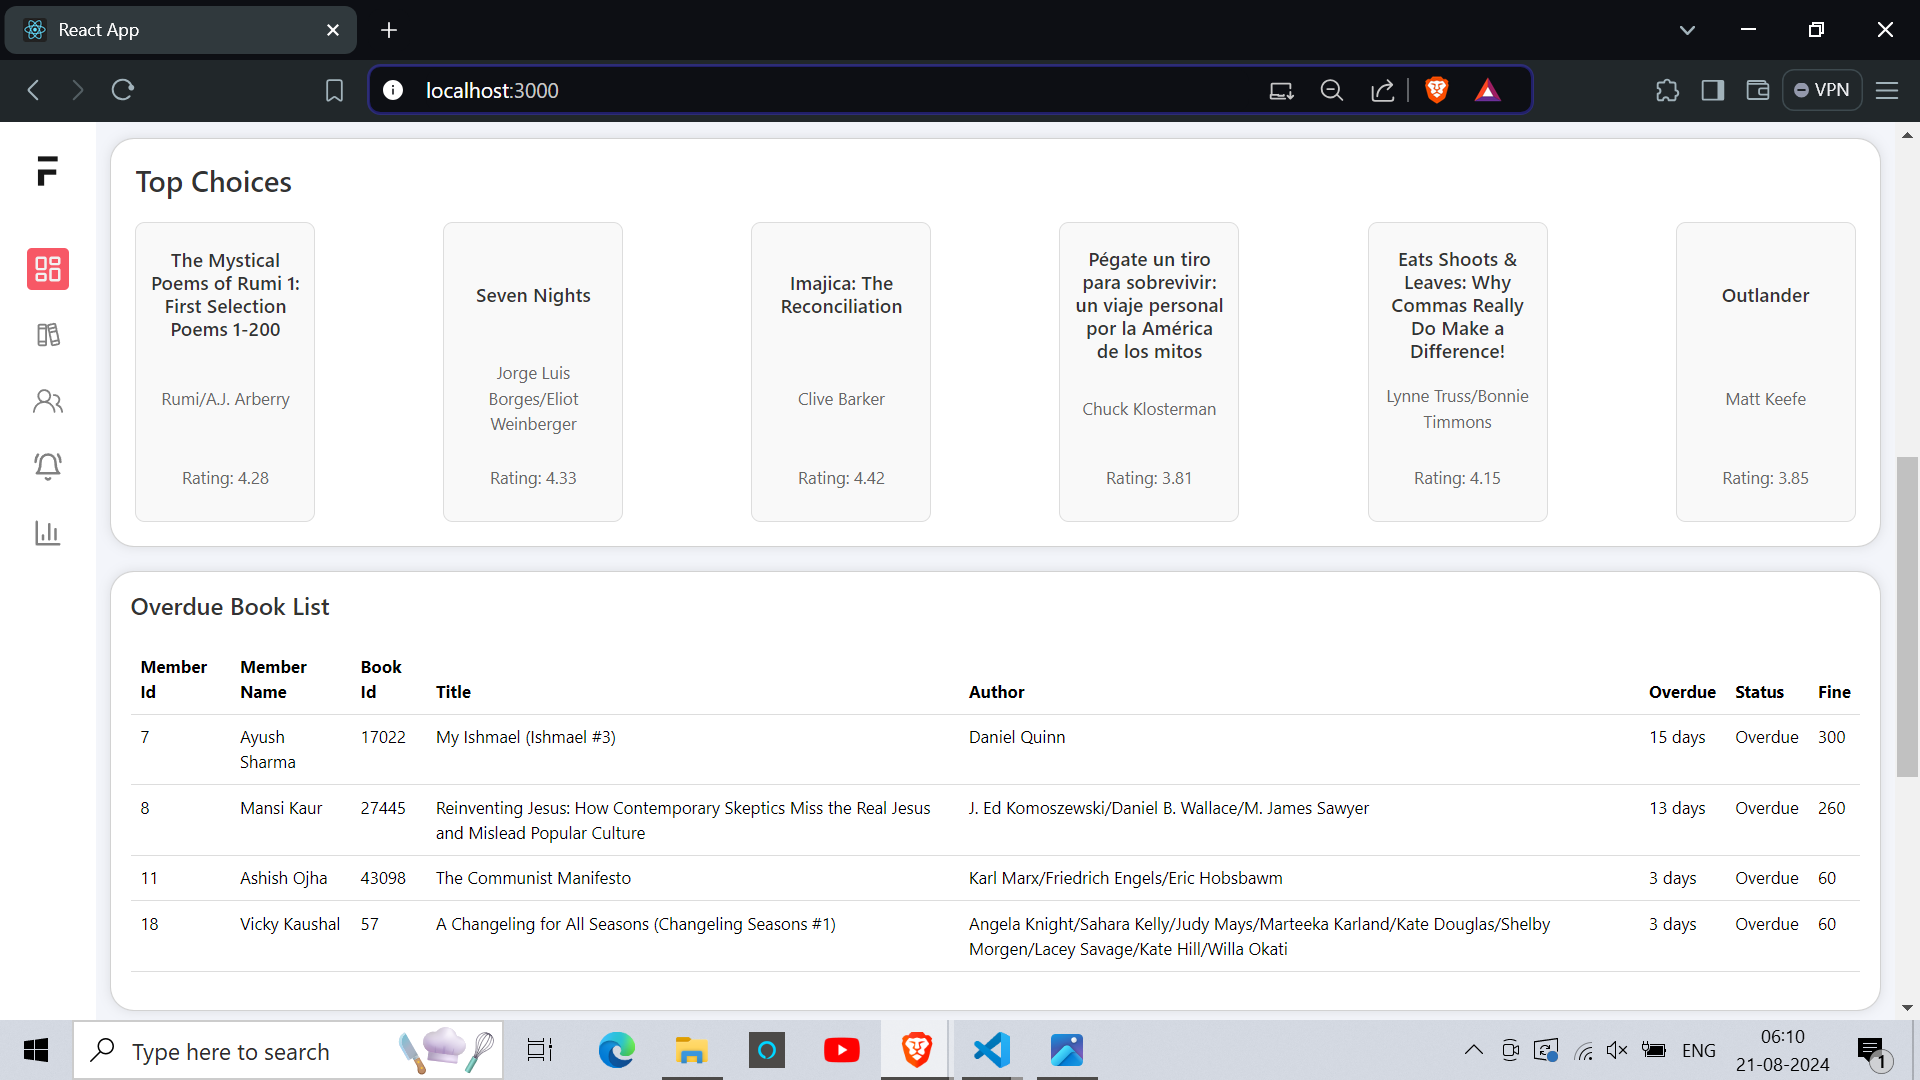 React App
localhost:3000
VPN
F
Top Choices
The Mystical
Poems of Rumi 1:
First Selection
Poems 1-200
Rumi/A.J. Arberry
Rating: 4.28
Seven Nights
Jorge Luis
Borges/Eliot
Weinberger
Rating: 4.33
Imajica: The
Reconciliation
Clive Barker
Rating: 4.42
Pégate un tiro
para sobrevivir:
un viaje personal
por la América
de los mitos
Chuck Klosterman
Rating: 3.81
Eats Shoots &
Leaves: Why
Commas Really
Do Make a
Difference!
Lynne Truss/Bonnie
Timmons
Rating: 4.15
Outlander
Matt Keefe
Rating: 3.85
Overdue Book List
Member Id Member Name Book Id Title Author Overdue Status Fine
7 Ayush Sharma 17022 My Ishmael (Ishmael #3) Daniel Quinn 15 days Overdue 300
8 Mansi Kaur 27445 Reinventing Jesus: How Contemporary Skeptics Miss the Real Jesus and Mislead Popular Culture J. Ed Komoszewski/Daniel B. Wallace/M. James Sawyer 13 days Overdue 260
11 Ashish Ojha 43098 The Communist Manifesto Karl Marx/Friedrich Engels/Eric Hobsbawm 3 days Overdue 60
18 Vicky Kaushal 57 A Changeling for All Seasons (Changeling Seasons #1) Angela Knight/Sahara Kelly/Judy Mays/Marteeka Karland/Kate Douglas/Shelby Morgen/Lacey Savage/Kate Hill/Willa Okati 3 days Overdue 60
Type here to search
ENG
06:10
21-08-2024
1